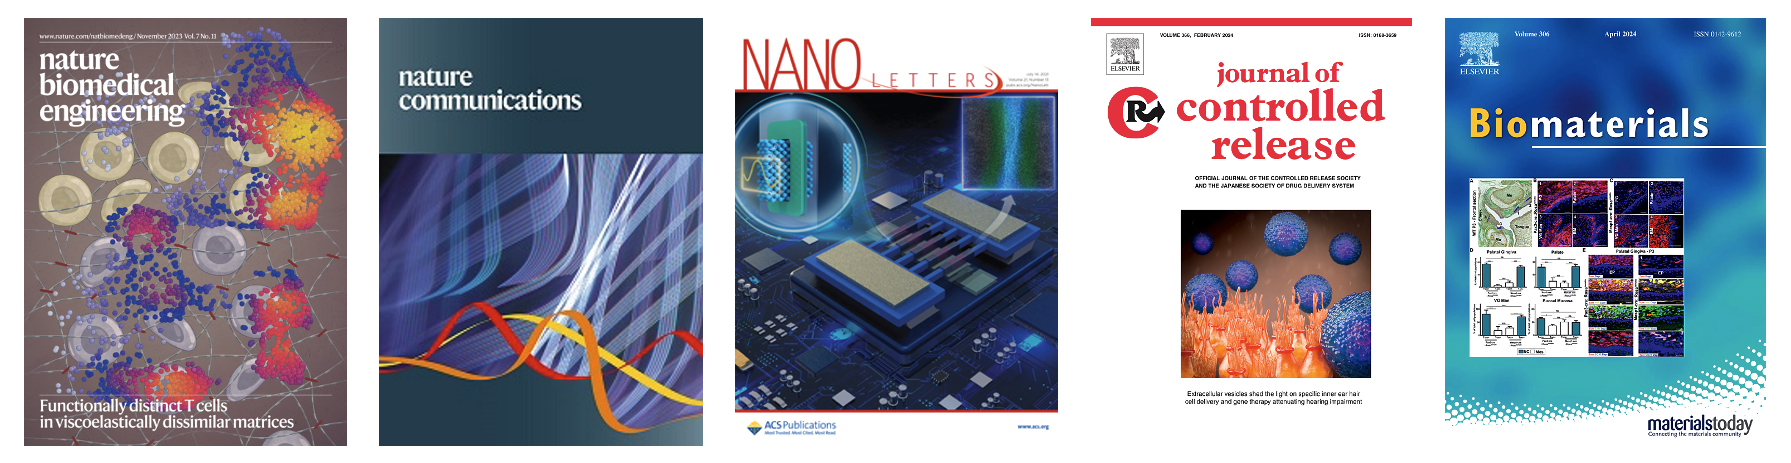 www.nature.com/natbiomedeng / November 2023 Vol. 7 No. 11
nature
biomedical
engineering
Functionally distinct T cells
in viscoelastically dissimilar matrices
nature
communications
NANO LETTERS
ACS Publications
Most Trusted. Most Cited. Most Read.
www.acs.org
VOLUME 366, FEBRUARY 2024
ISSN: 0168-3659
ELSEVIER
journal of
controlled
release
CR
OFFICIAL JOURNAL OF THE CONTROLLED RELEASE SOCIETY
AND THE JAPANESE SOCIETY OF DRUG DELIVERY SYSTEM
Extracellular vesicles shed the light on specific inner ear hair
cell delivery and gene therapy attenuating hearing impairment
Volume 306
April 2024
ISSN 0142-9612
ELSEVIER
Biomaterials
Palatal Gingiva
Palate
materialstoday
Connecting the materials community